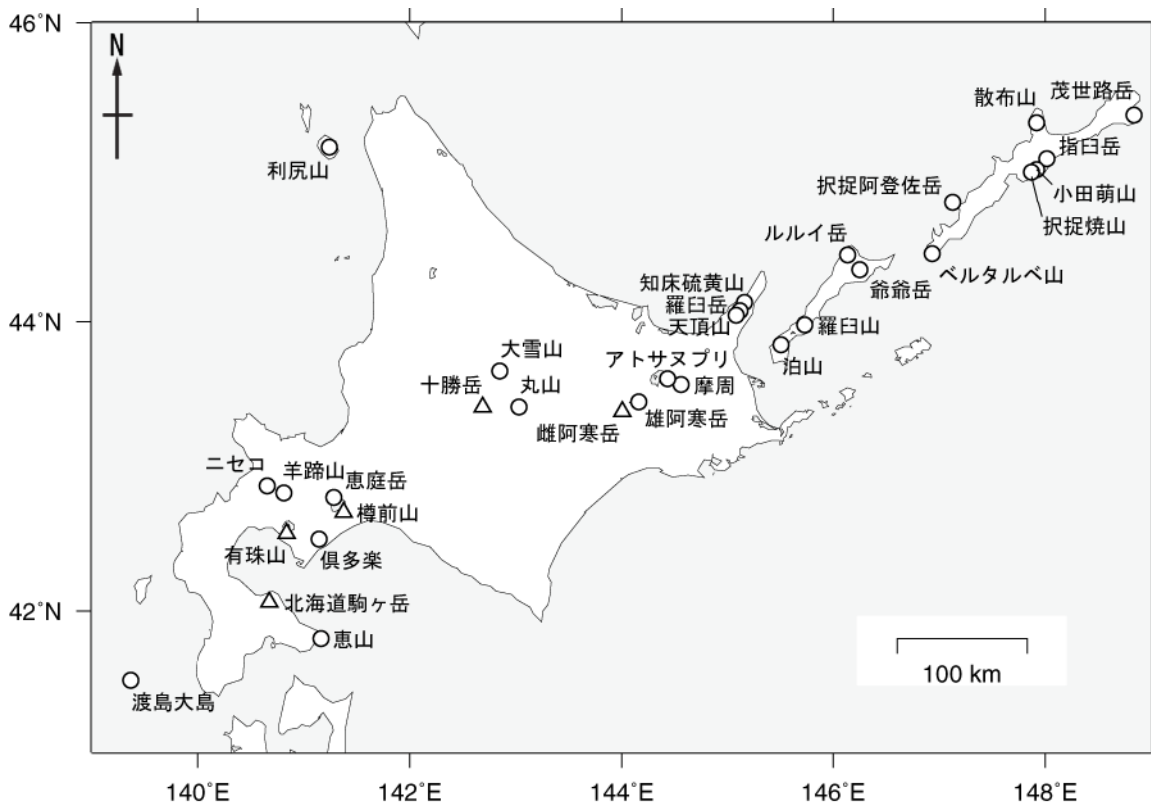 46°N
N
茂世路岳
散布山
指臼岳
利尻山
択捉阿登佐岳
小田萌山
択捉焼山
ルルイ岳
知床硫黄山
ベルタルベ山
爺爺岳
羅臼岳
44°N
天頂山
羅臼山
大雪山
アトサヌプリ
泊山
十勝岳
丸山
摩周
雄阿寒岳
雌阿寒岳
ニセコ
羊蹄山
恵庭岳
樽前山
有珠山
倶多楽
42°N
北海道駒ヶ岳
恵山
100 km
渡島大島
140°E
142°E
144°E
146°E
148°E